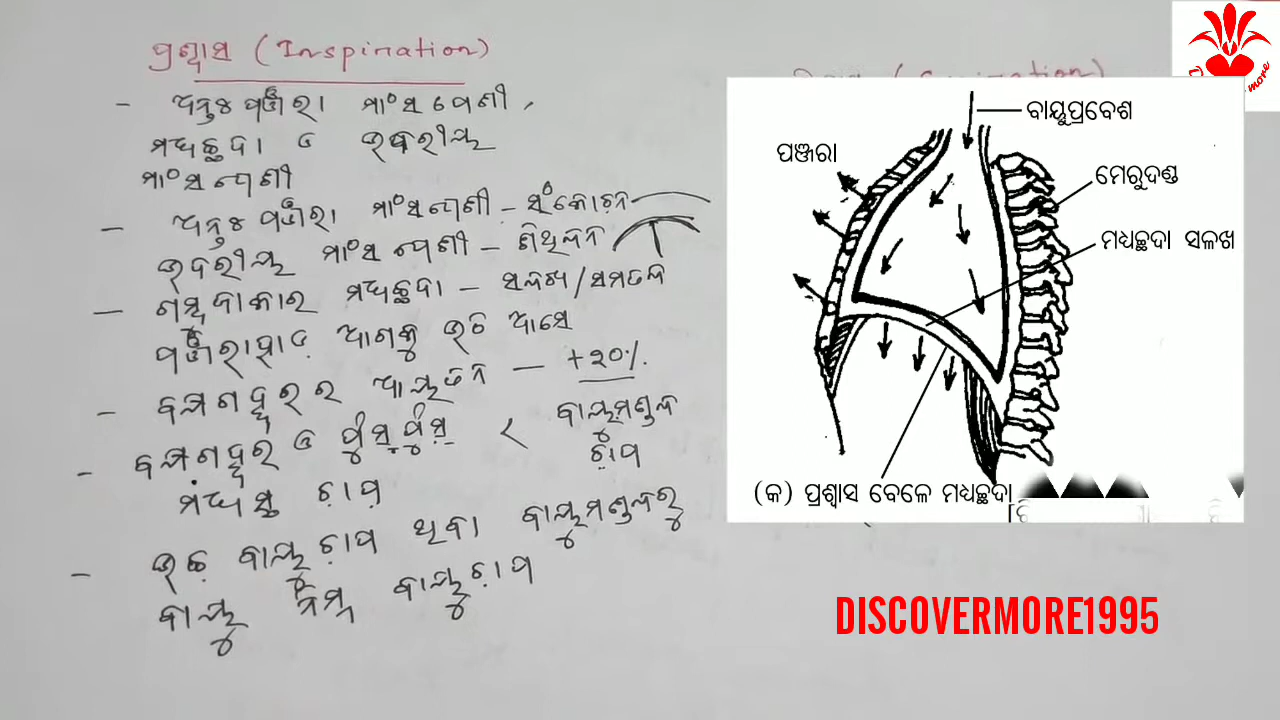 ପ୍ରଶ୍ୱାସ (Inspiration)
- ଅନ୍ତଃ ପଞ୍ଜରା ମାଂସପେଶୀ,
ମଧ୍ୟଚ୍ଛଦା ଓ ଉଦରୀୟ
ମାଂସପେଶୀ
- ଅନ୍ତଃ ପଞ୍ଜରା ମାଂସପେଶୀ - ସଂକୋଚନ
ଉଦରୀୟ ମାଂସପେଶୀ - ଶିଥିଳନ
- ଗମ୍ବୁଜାକାର ମଧ୍ୟଚ୍ଛଦା - ସଳଖ/ସମତଳ
ପଞ୍ଜରାହାଡ଼ ଆଗକୁ ଉଠି ଆସେ
- ବକ୍ଷଗହ୍ୱରର ଆୟତନ - +20%.
- ବକ୍ଷଗହ୍ୱର ଓ ଫୁସ୍‌ଫୁସ୍ < ବାୟୁମଣ୍ଡଳ
ମଧ୍ୟସ୍ଥ ଚାପ ଚାପ
- ଉଚ୍ଚ ବାୟୁଚାପ ଥିବା ବାୟୁମଣ୍ଡଳରୁ
ବାୟୁ ନିମ୍ନ ବାୟୁଚାପ
ବାୟୁପ୍ରବେଶ
ପଞ୍ଜରା
ମେରୁଦଣ୍ଡ
ମଧ୍ୟଚ୍ଛଦା ସଳଖ
(କ) ପ୍ରଶ୍ୱାସ ବେଳେ ମଧ୍ୟଚ୍ଛଦା
more
DISCOVERMORE1995